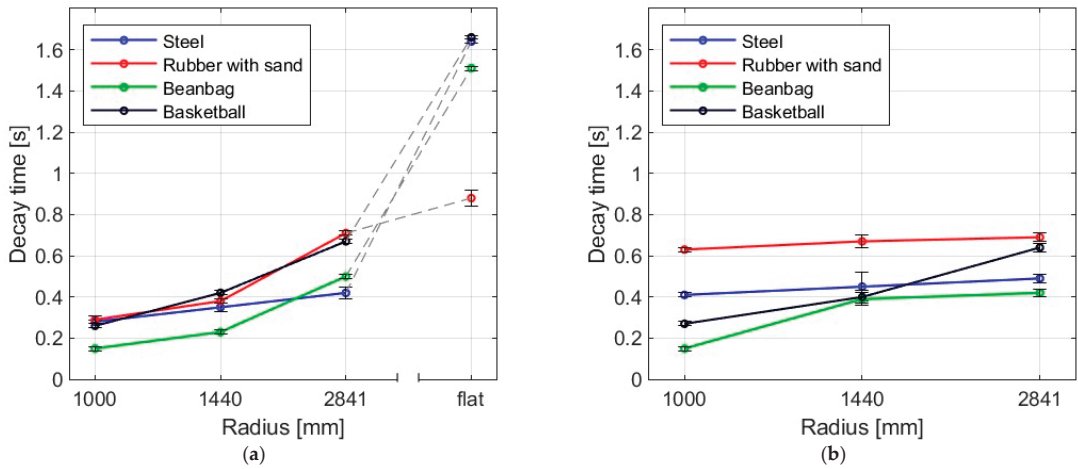 Steel
Rubber with sand
Beanbag
Basketball
Decay time [s]
1.6
1.4
1.2
1
0.8
0.6
0.4
0.2
0
1000 1440 2841 flat
Radius [mm]
(a)
Steel
Rubber with sand
Beanbag
Basketball
Decay time [s]
1.6
1.4
1.2
1
0.8
0.6
0.4
0.2
0
1000 1440 2841
Radius [mm]
(b)